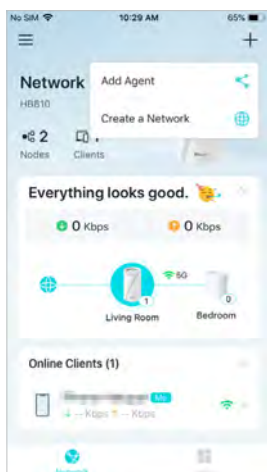 No SIM 10:29 AM 65%
Network
Add Agent
HB810
Create a Network
2
Nodes Clients
Everything looks good.
0 Kbps 0 Kbps
5G
1
0
Living Room Bedroom
Online Clients (1)
Me
-- Kbps -- Kbps